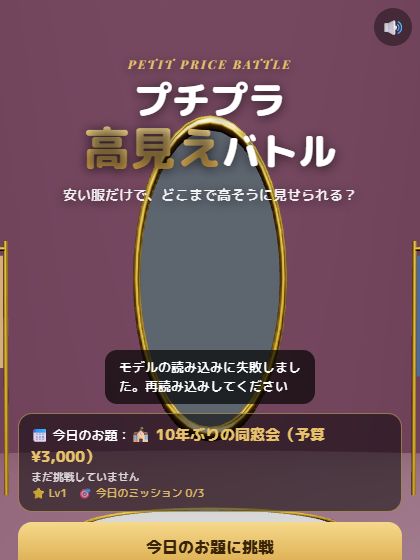 PETIT PRICE BATTLE
プチプラ
高見えバトル
安い服だけで、どこまで高そうに見せられる？
モデルの読み込みに失敗しまし
た。再読み込みしてください
今日のお題：🏫 10年ぶりの同窓会（予算
¥3,000）
まだ挑戦していません
Lv1 今日のミッション 0/3
今日のお題に挑戦